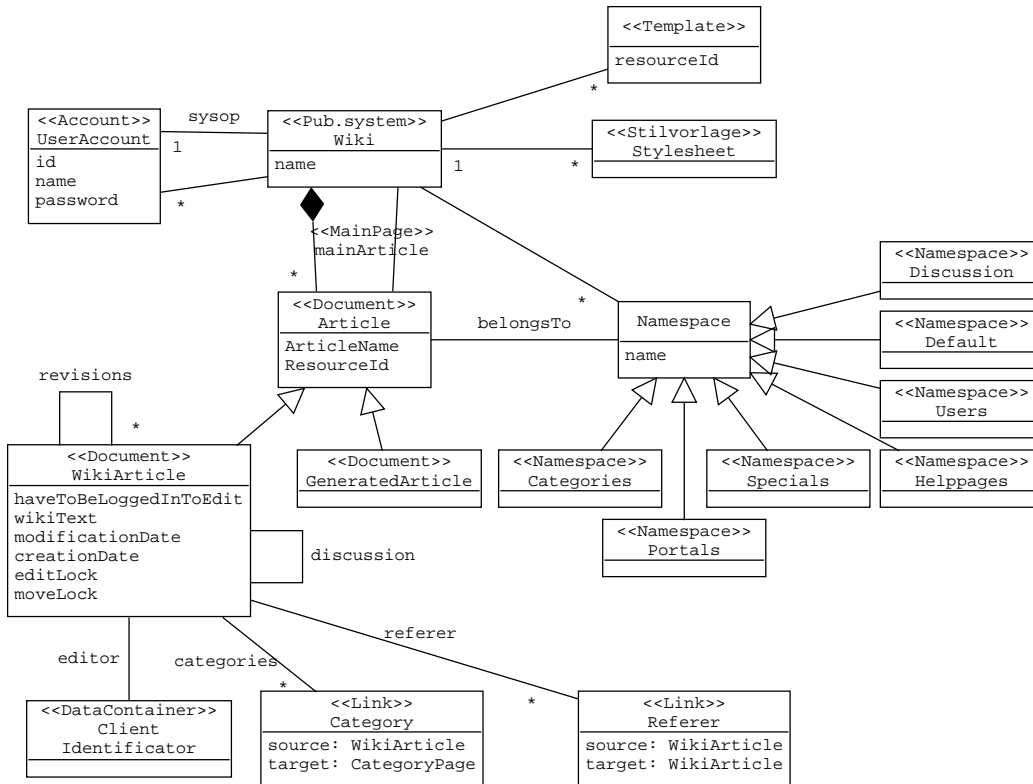 <<Template>>
resourceId
*
<<Account>>
UserAccount
id
name
password
sysop
1
*
<<Pub.system>>
Wiki
name
1
*
<<Stilvorlage>>
Stylesheet
<<MainPage>>
mainArticle
*
*
<<Document>>
Article
ArticleName
ResourceId
belongsTo
Namespace
name
<<Namespace>>
Discussion
<<Namespace>>
Default
<<Namespace>>
Users
<<Namespace>>
Helppages
revisions
*
<<Document>>
WikiArticle
haveToBeLoggedInToEdit
wikiText
modificationDate
creationDate
editLock
moveLock
<<Document>>
GeneratedArticle
<<Namespace>>
Categories
<<Namespace>>
Specials
<<Namespace>>
Portals
discussion
editor
categories
*
referer
*
<<DataContainer>>
Client
Identificator
<<Link>>
Category
source: WikiArticle
target: CategoryPage
<<Link>>
Referer
source: WikiArticle
target: WikiArticle